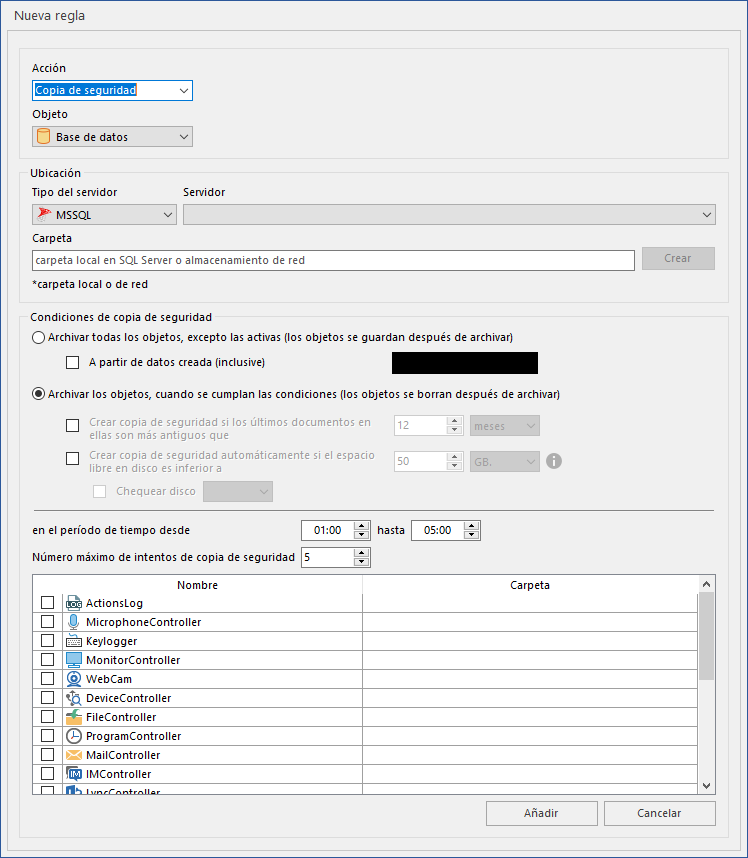 Nueva regla
Acción
Copia de seguridad
Objeto
Base de datos
Ubicación
Tipo del servidor Servidor
MSSQL
Carpeta
carpeta local en SQL Server o almacenamiento de red Crear
*carpeta local o de red
Condiciones de copia de seguridad
Archivar todas los objetos, excepto las activas (los objetos se guardan después de archivar)
A partir de datos creada (inclusive)
Archivar los objetos, cuando se cumplan las condiciones (los objetos se borran después de archivar)
Crear copia de seguridad si los últimos documentos en
ellas son más antiguos que
12 meses
Crear copia de seguridad automáticamente si el espacio
libre en disco es inferior a
50 GB.
Chequear disco
en el período de tiempo desde 01:00 hasta 05:00
Número máximo de intentos de copia de seguridad 5
Nombre Carpeta
LOG ActionsLog
MicrophoneController
Keylogger
MonitorController
WebCam
DeviceController
FileController
ProgramController
MailController
IM IMController
LyncController
Añadir Cancelar